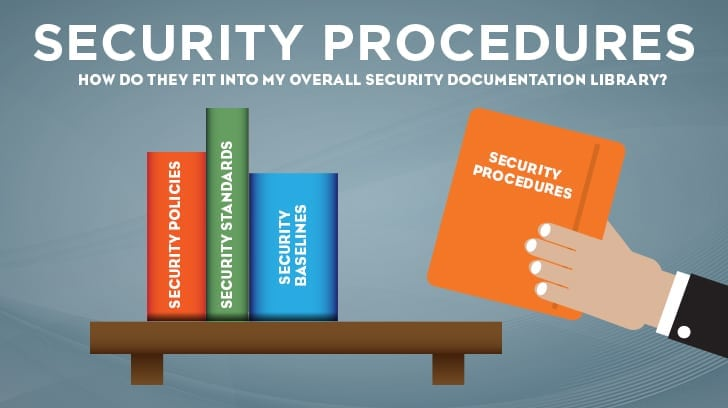 SECURITY PROCEDURES
HOW DO THEY FIT INTO MY OVERALL SECURITY DOCUMENTATION LIBRARY?
SECURITY POLICIES
SECURITY STANDARDS
SECURITY
BASELINES
SECURITY
PROCEDURES